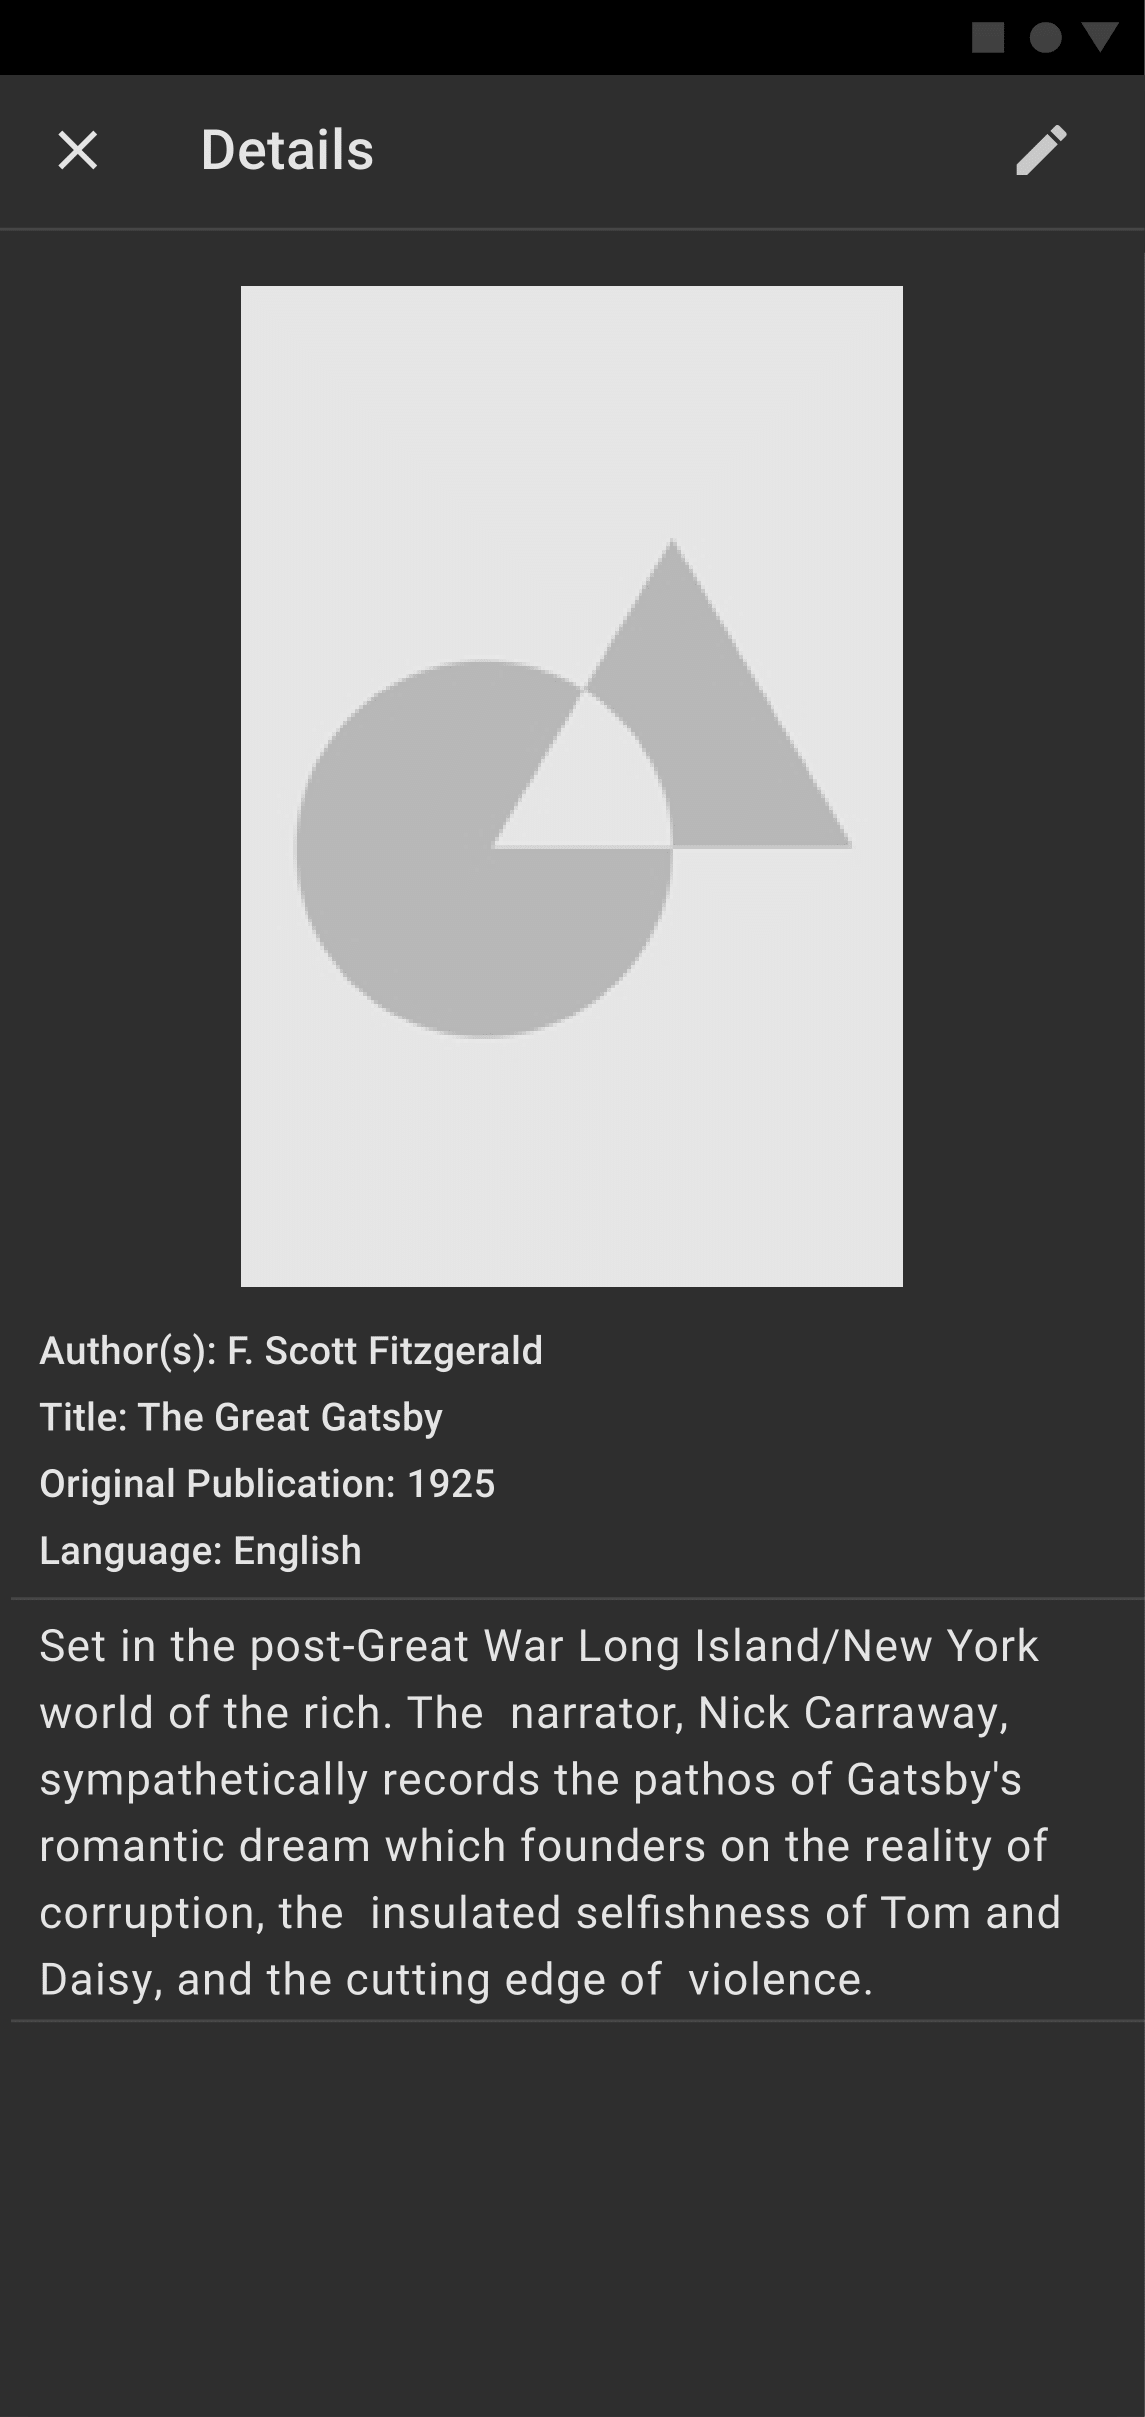 Details
Author(s): F. Scott Fitzgerald
Title: The Great Gatsby
Original Publication: 1925
Language: English
Set in the post-Great War Long Island/New York
world of the rich. The  narrator, Nick Carraway,
sympathetically records the pathos of Gatsby's
romantic dream which founders on the reality of
corruption, the  insulated selfishness of Tom and
Daisy, and the cutting edge of  violence.